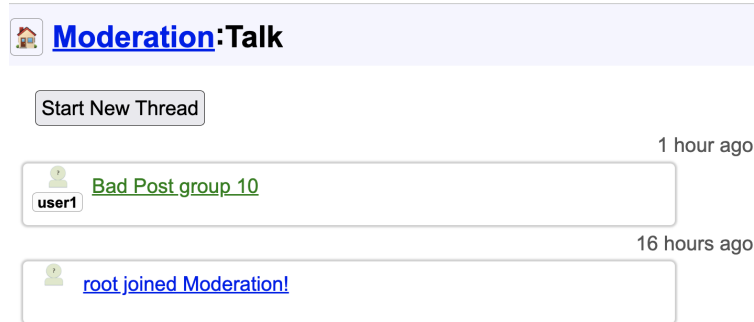 Moderation:Talk
Start New Thread
1 hour ago
Bad Post group 10
user1
16 hours ago
root joined Moderation!